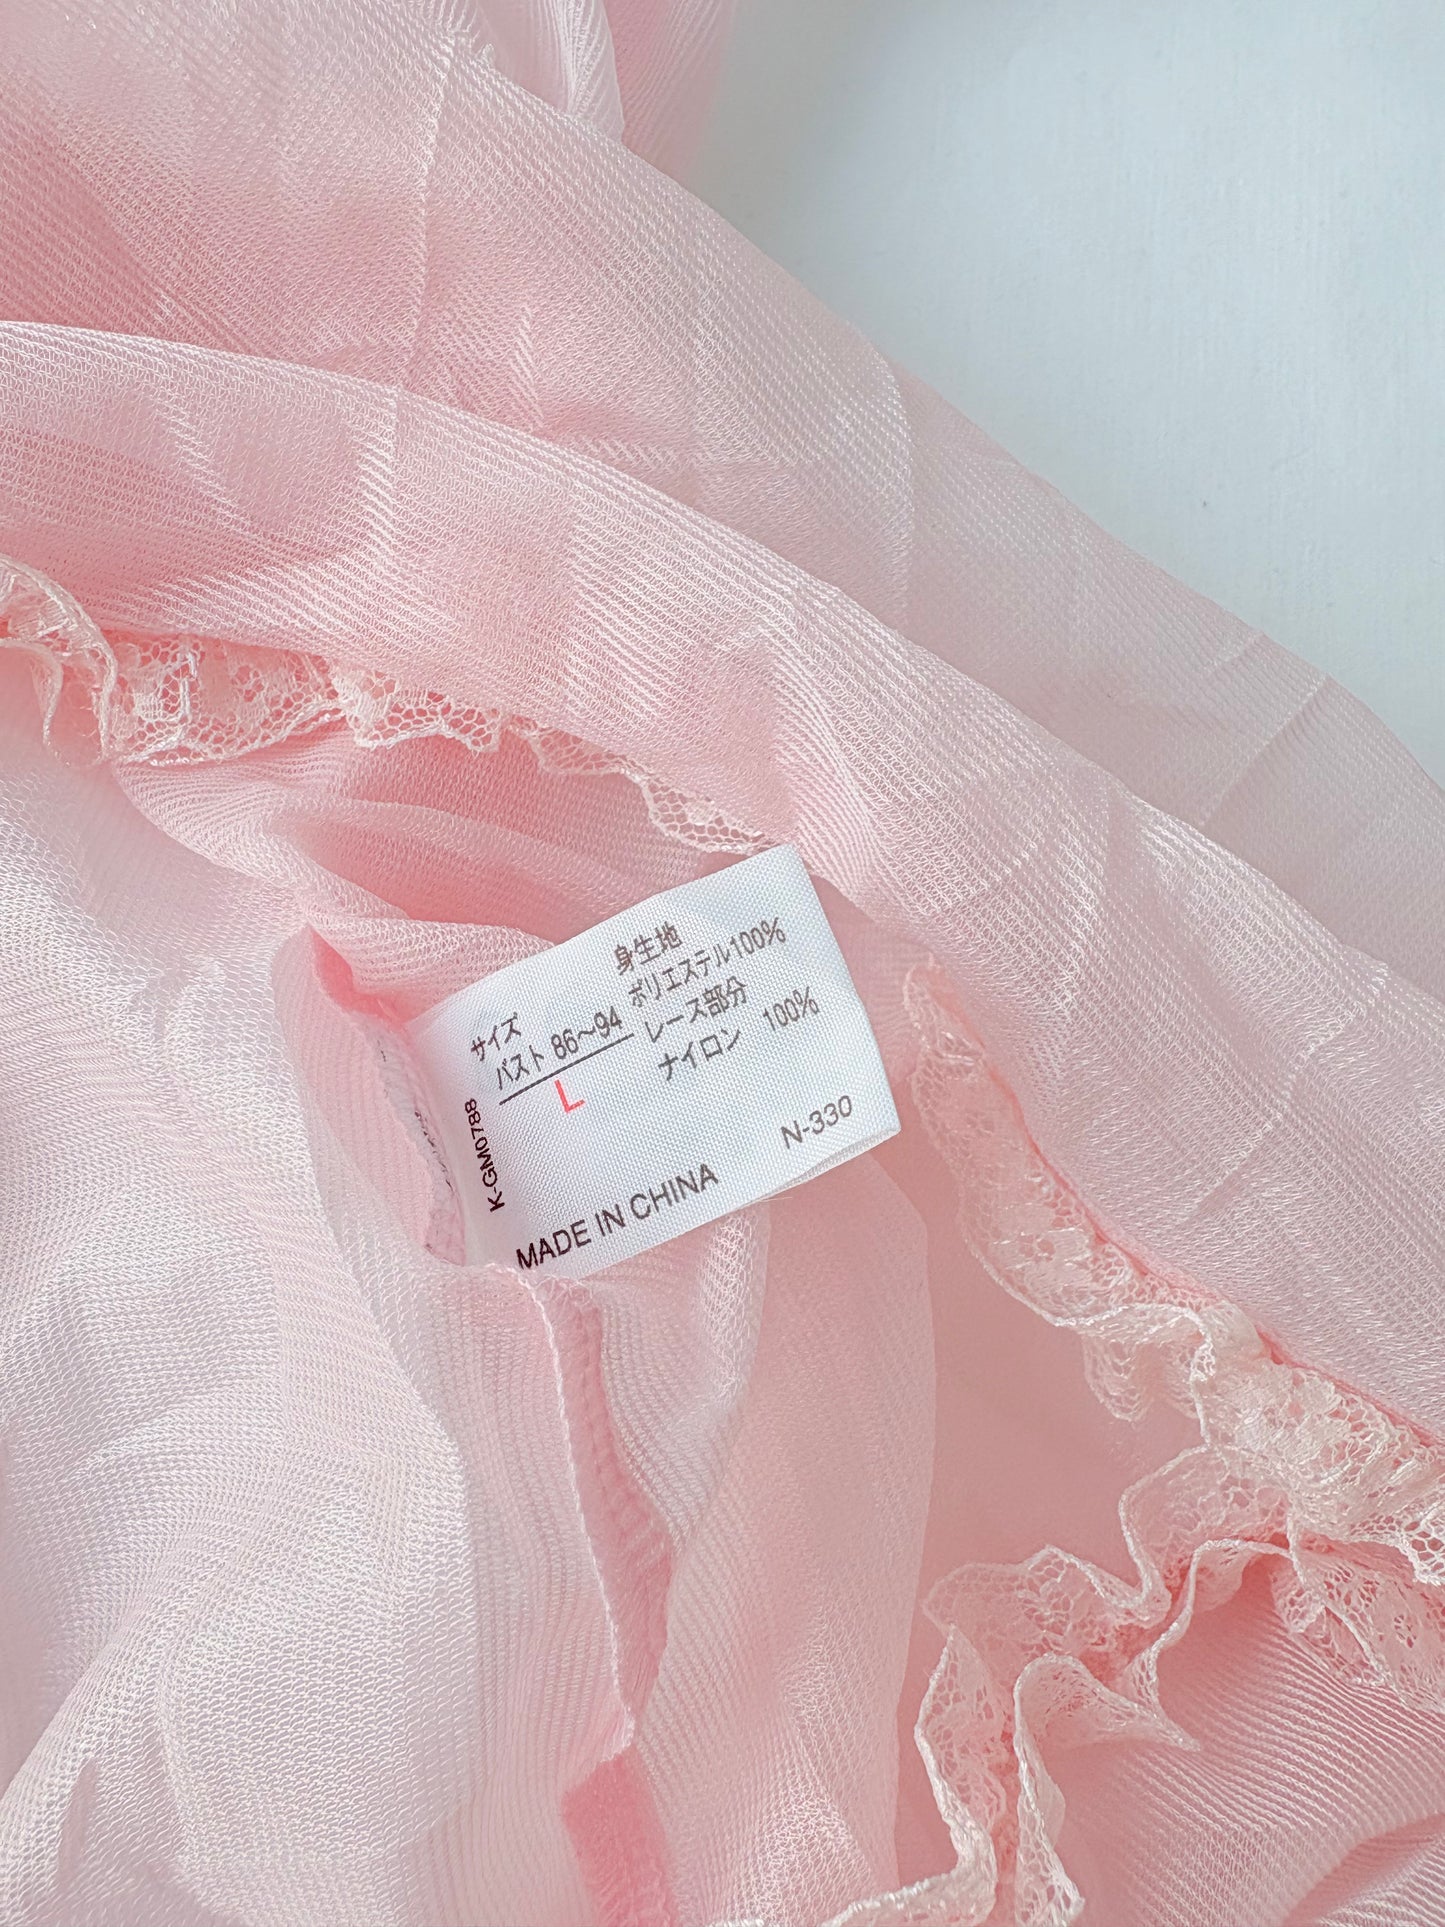 サイズ
バスト 86～94
L
身生地
ポリエステル100%
レース部分
ナイロン 100%
N-330
K-GM0788
MADE IN CHINA